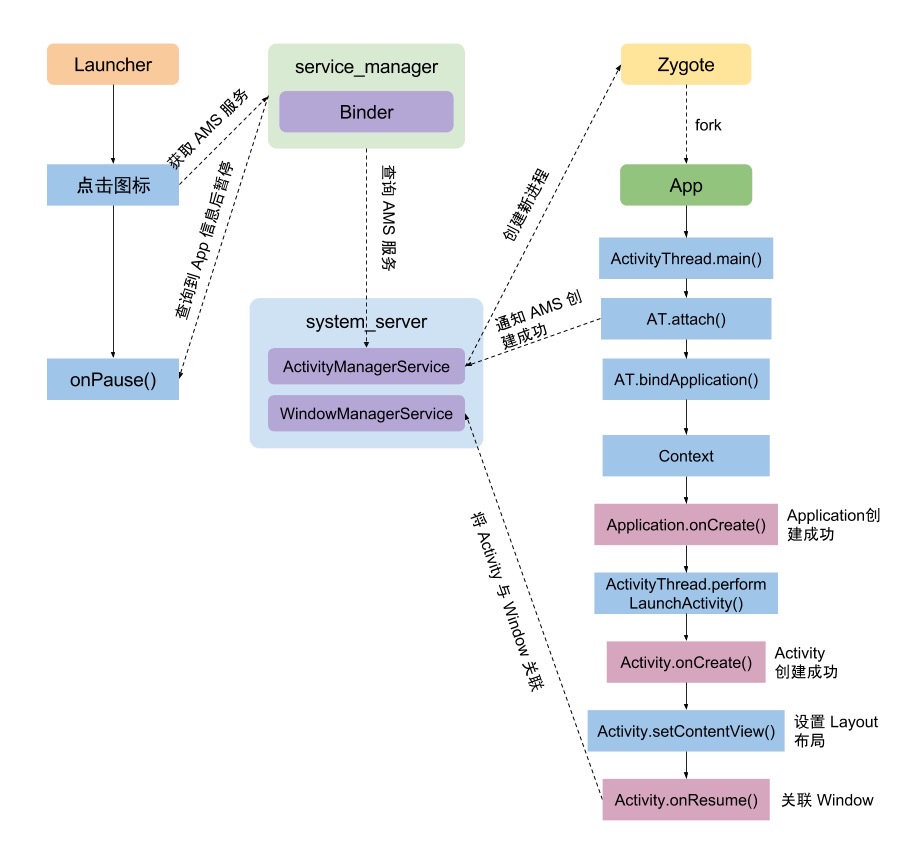 Launcher
service_manager
Zygote
Binder
fork
获取 AMS 服务
点击图标
App
查询到 App 信息后暂停
查询 AMS 服务
创建新进程
ActivityThread.main()
通知 AMS 创
建成功
AT.attach()
system_server
ActivityManagerService
onPause()
AT.bindApplication()
WindowManagerService
Context
将 Activity 与 Window 关联
Application.onCreate()
Application创
建成功
ActivityThread.perform
LaunchActivity()
Activity.onCreate()
Activity
创建成功
Activity.setContentView()
设置 Layout
布局
Activity.onResume()
关联 Window